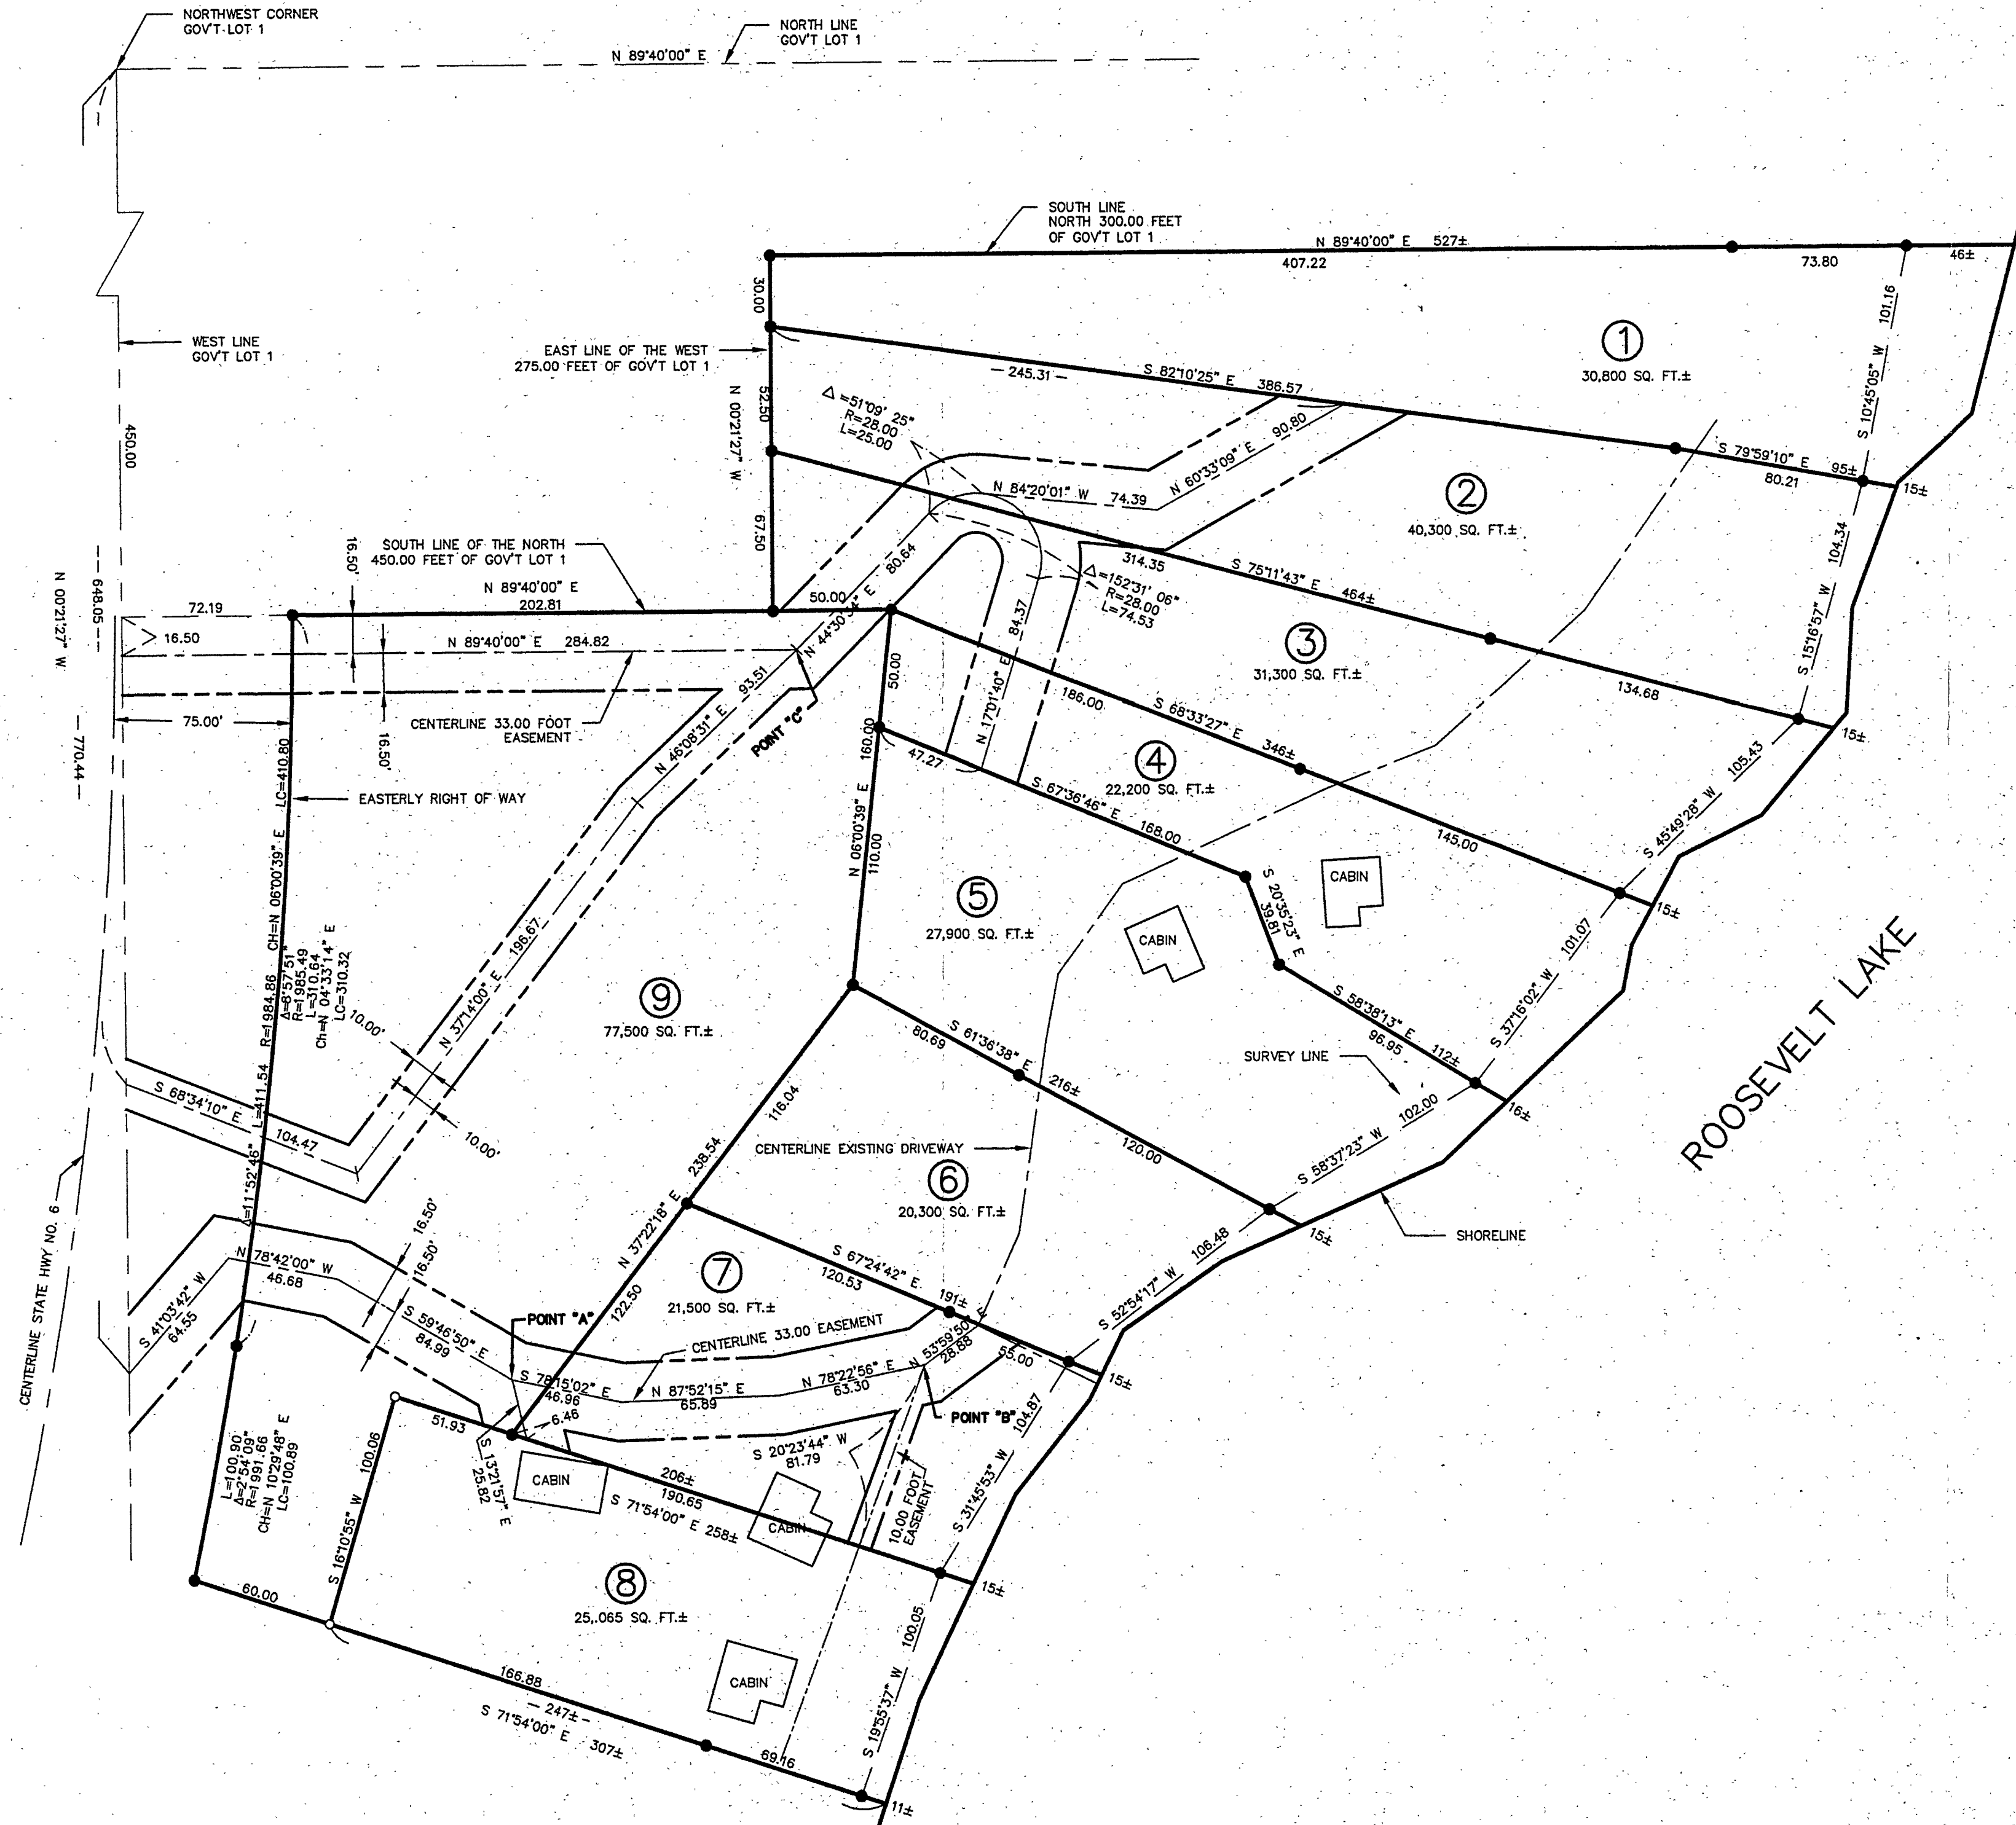 NORTHWEST CORNER
GOV'T LOT 1
NORTH LINE
GOV'T LOT 1
N 89°40'00" E
SOUTH LINE
NORTH 300.00 FEET
OF GOV'T LOT 1
N 89°40'00" E 527±
407.22
73.80
46±
30.00
WEST LINE
GOV'T LOT 1
EAST LINE OF THE WEST
275.00 FEET OF GOV'T LOT 1
52.50
N 00°21'27" W
67.50
245.31
S 82°10'25" E 386.57
1
30,800 SQ. FT.±
S 10°45'05" W 101.16
S 79°59'10" E 95±
80.21
15±
Δ=51°09'25"
R=28.00
L=25.00
N 84°20'01" W 74.39
N 60°33'09" E 90.80
2
40,300 SQ. FT.±
S 15°16'57" W 104.34
450.00
SOUTH LINE OF THE NORTH
450.00 FEET OF GOV'T LOT 1
N 89°40'00" E
202.81
50.00
16.50'
16.50'
72.19
16.50
N 89°40'00" E 284.82
648.05
N 00°21'27" W
770.44
75.00'
CENTERLINE 33.00 FOOT
EASEMENT
EASTERLY RIGHT OF WAY
N 44°30'34" E 80.64
N 46°08'31" E 93.51
POINT "C"
Δ=152°31'06"
R=28.00
L=74.53
314.35
S 75°11'43" E 464±
134.68
15±
3
31,300 SQ. FT.±
N 17°01'40" E 84.37
50.00
160.00
N 06°00'39" E
110.00
186.00
S 68°33'27" E 346±
145.00
15±
S 45°49'28" W 105.43
4
22,200 SQ. FT.±
47.27
S 67°36'46" E 168.00
S 20°35'23" E
39.81
CABIN
CABIN
5
27,900 SQ. FT.±
S 37°16'02" W 101.07
S 58°38'13" E 112±
96.95
16±
SURVEY LINE
ROOSEVELT LAKE
Δ=11°52'46" L=411.54 R=1984.86 CH=N 06°00'39" E LC=410.80
Δ=8°57'51"
R=1985.49
L=310.64
Ch=N 04°33'14" E
LC=310.32
N 37°14'00" E 196.67
10.00'
10.00'
9
77,500 SQ. FT.±
S 61°36'38" E 216±
80.69
120.00
15±
S 58°37'23" W 102.00
116.04
238.54
N 37°22'18" E
122.50
CENTERLINE EXISTING DRIVEWAY
6
20,300 SQ. FT.±
SHORELINE
S 68°34'10" E 104.47
CENTERLINE STATE HWY NO. 6
16.50'
16.50'
S 41°03'42" W
64.55
N 78°42'00" W
46.68
S 59°46'50" E
84.99
POINT "A"
7
21,500 SQ. FT.±
S 67°24'42" E 191±
120.53
55.00
15±
S 52°54'17" W 106.48
CENTERLINE 33.00 EASEMENT
S 78°15'02" E
46.96
N 87°52'15" E
65.89
N 78°22'56" E
63.30
N 53°59'50" E
28.88
POINT "B"
6.46
51.93
S 13°21'57" E
25.82
S 20°23'44" W
81.79
10.00 FOOT
EASEMENT
S 31°45'53" W 104.87
CABIN
CABIN
206±
190.65
S 71°54'00" E 258±
15±
L=100.90
Δ=2°54'09"
R=1991.66
CH=N 10°29'48" E
LC=100.89
S 16°10'55" W 100.06
8
25,065 SQ. FT.±
S 19°55'37" W 100.05
CABIN
60.00
166.88
247±
S 71°54'00" E 307±
69.16
11±